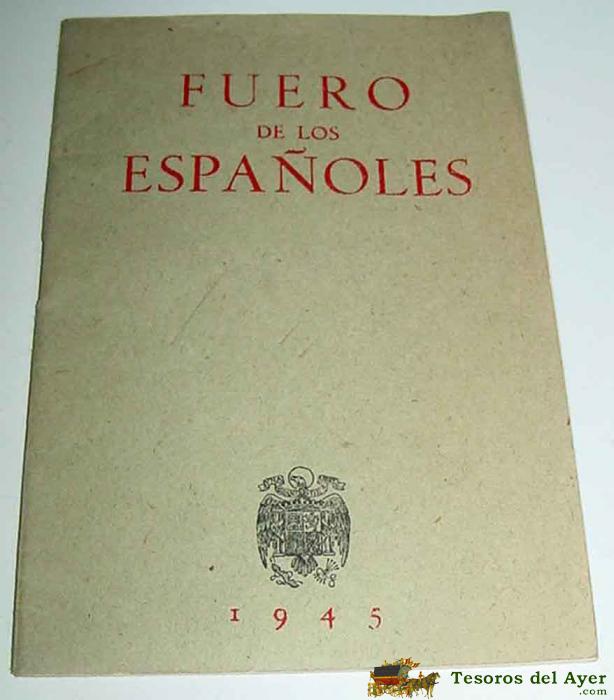 FUERO
DE LOS
ESPAÑOLES
1945
Tesoros del Ayer
.com